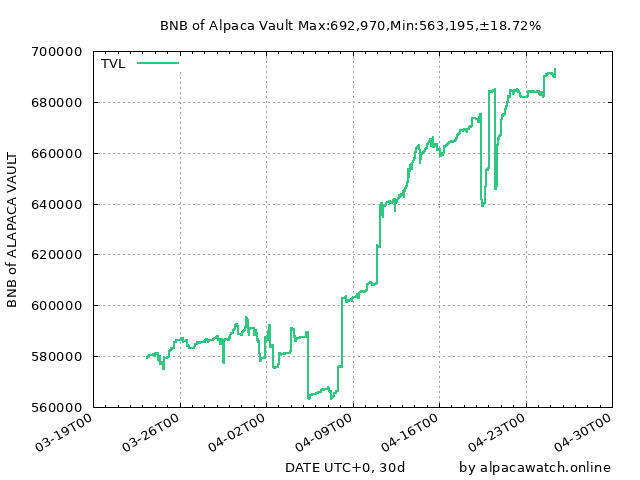 BNB of Alpaca Vault Max:692,970,Min:563,195,±18.72%
TVL
700000
680000
660000
640000
620000
600000
580000
560000
BNB of ALAPACA VAULT
03-19T00
03-26T00
04-02T00
04-09T00
04-16T00
04-23T00
04-30T00
DATE UTC+0, 30d
by alpacawatch.online